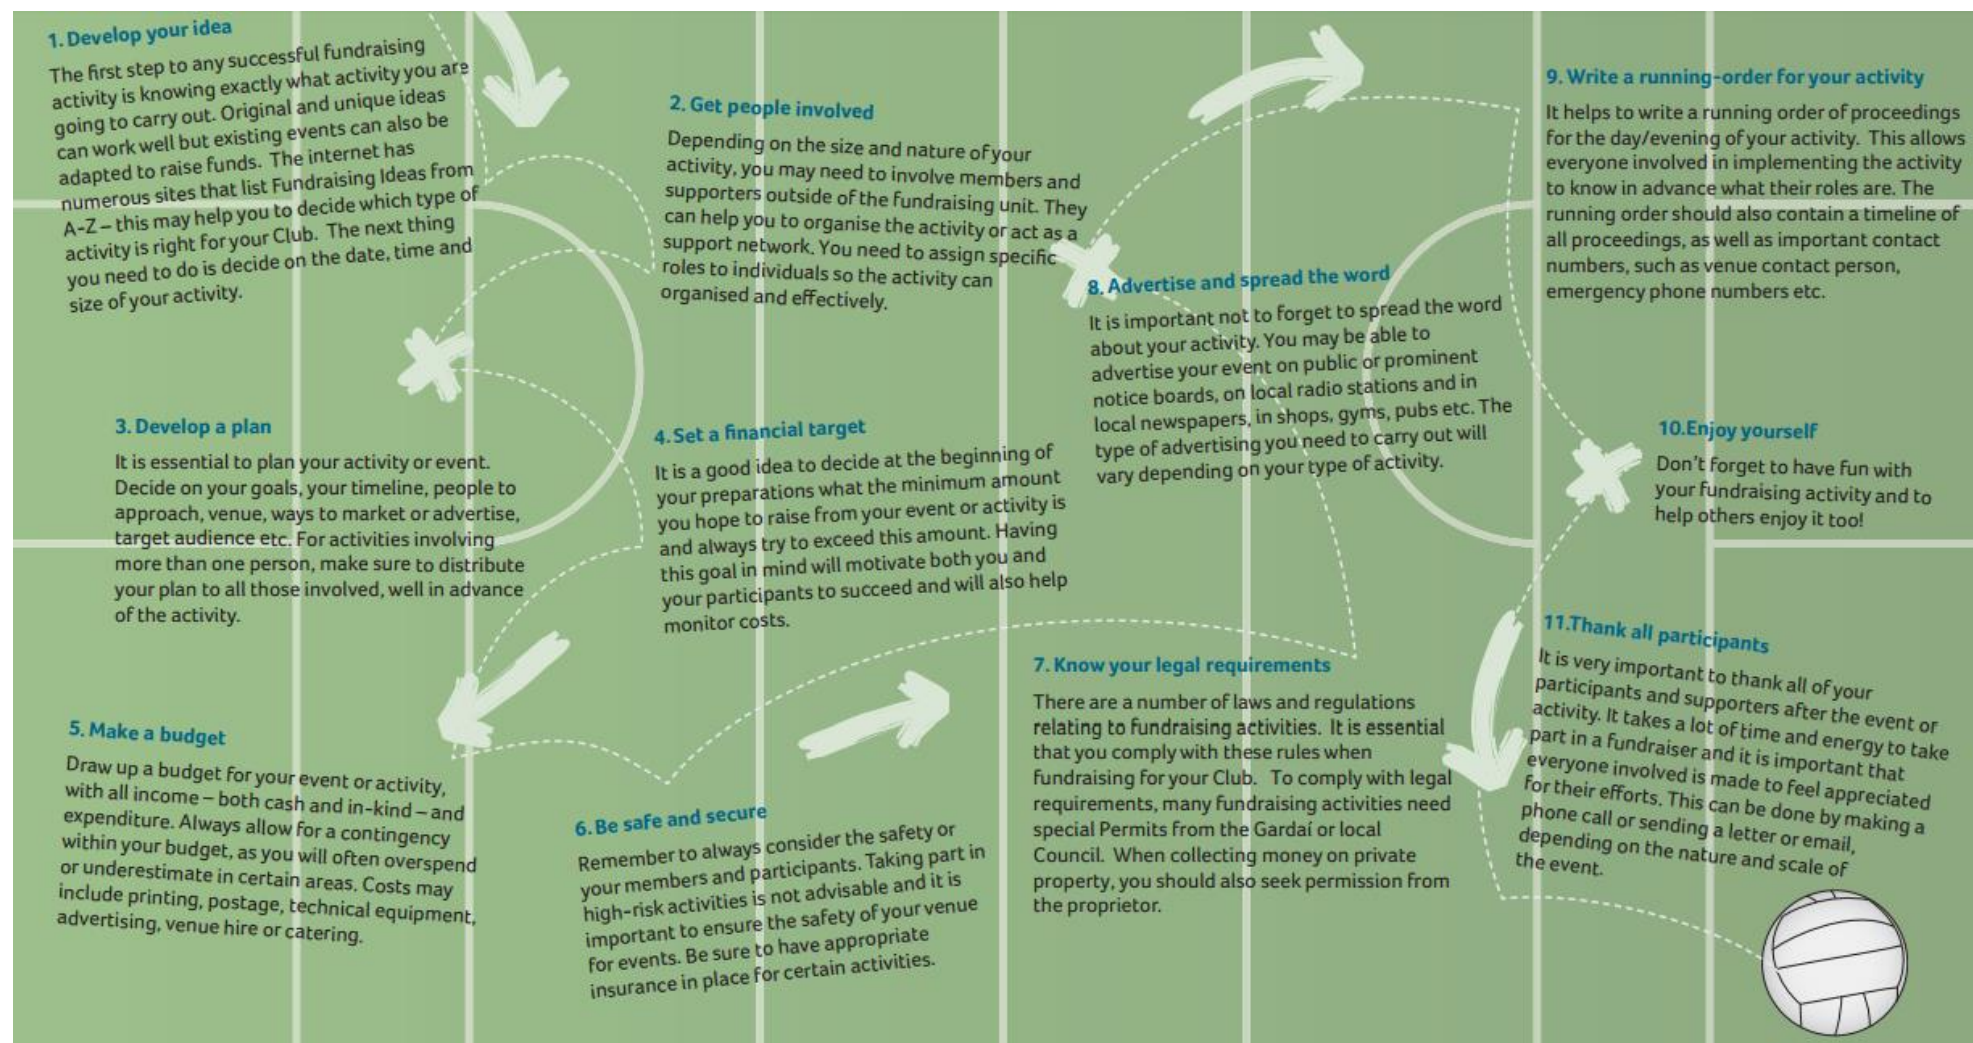 1. Develop your idea
The first step to any successful fundraising
activity is knowing exactly what activity you are
going to carry out. Original and unique ideas
can work well but existing events can also be
adapted to raise funds. The internet has
numerous sites that list Fundraising Ideas from
A-Z – this may help you to decide which type of
activity is right for your Club. The next thing
you need to do is decide on the date, time and
size of your activity.
2. Get people involved
Depending on the size and nature of your
activity, you may need to involve members and
supporters outside of the fundraising unit. They
can help you to organise the activity or act as a
support network. You need to assign specific
roles to individuals so the activity can
organised and effectively.
3. Develop a plan
It is essential to plan your activity or event.
Decide on your goals, your timeline, people to
approach, venue, ways to market or advertise,
target audience etc. For activities involving
more than one person, make sure to distribute
your plan to all those involved, well in advance
of the activity.
4. Set a financial target
It is a good idea to decide at the beginning of
your preparations what the minimum amount
you hope to raise from your event or activity is
and always try to exceed this amount. Having
this goal in mind will motivate both you and
your participants to succeed and will also help
monitor costs.
5. Make a budget
Draw up a budget for your event or activity,
with all income – both cash and in-kind – and
expenditure. Always allow for a contingency
within your budget, as you will often overspend
or underestimate in certain areas. Costs may
include printing, postage, technical equipment,
advertising, venue hire or catering.
6. Be safe and secure
Remember to always consider the safety or
your members and participants. Taking part in
high-risk activities is not advisable and it is
important to ensure the safety of your venue
for events. Be sure to have appropriate
insurance in place for certain activities.
7. Know your legal requirements
There are a number of laws and regulations
relating to fundraising activities. It is essential
that you comply with these rules when
fundraising for your Club. To comply with legal
requirements, many fundraising activities need
special Permits from the Gardaí or local
Council. When collecting money on private
property, you should also seek permission from
the proprietor.
8. Advertise and spread the word
It is important not to forget to spread the word
about your activity. You may be able to
advertise your event on public or prominent
notice boards, on local radio stations and in
local newspapers, in shops, gyms, pubs etc. The
type of advertising you need to carry out will
vary depending on your type of activity.
9. Write a running-order for your activity
It helps to write a running order of proceedings
for the day/evening of your activity. This allows
everyone involved in implementing the activity
to know in advance what their roles are. The
running order should also contain a timeline of
all proceedings, as well as important contact
numbers, such as venue contact person,
emergency phone numbers etc.
10.Enjoy yourself
Don't forget to have fun with
your fundraising activity and to
help others enjoy it too!
11.Thank all participants
It is very important to thank all of your
participants and supporters after the event or
activity. It takes a lot of time and energy to take
part in a fundraiser and it is important that
everyone involved is made to feel appreciated
for their efforts. This can be done by making a
phone call or sending a letter or email,
depending on the nature and scale of
the event.